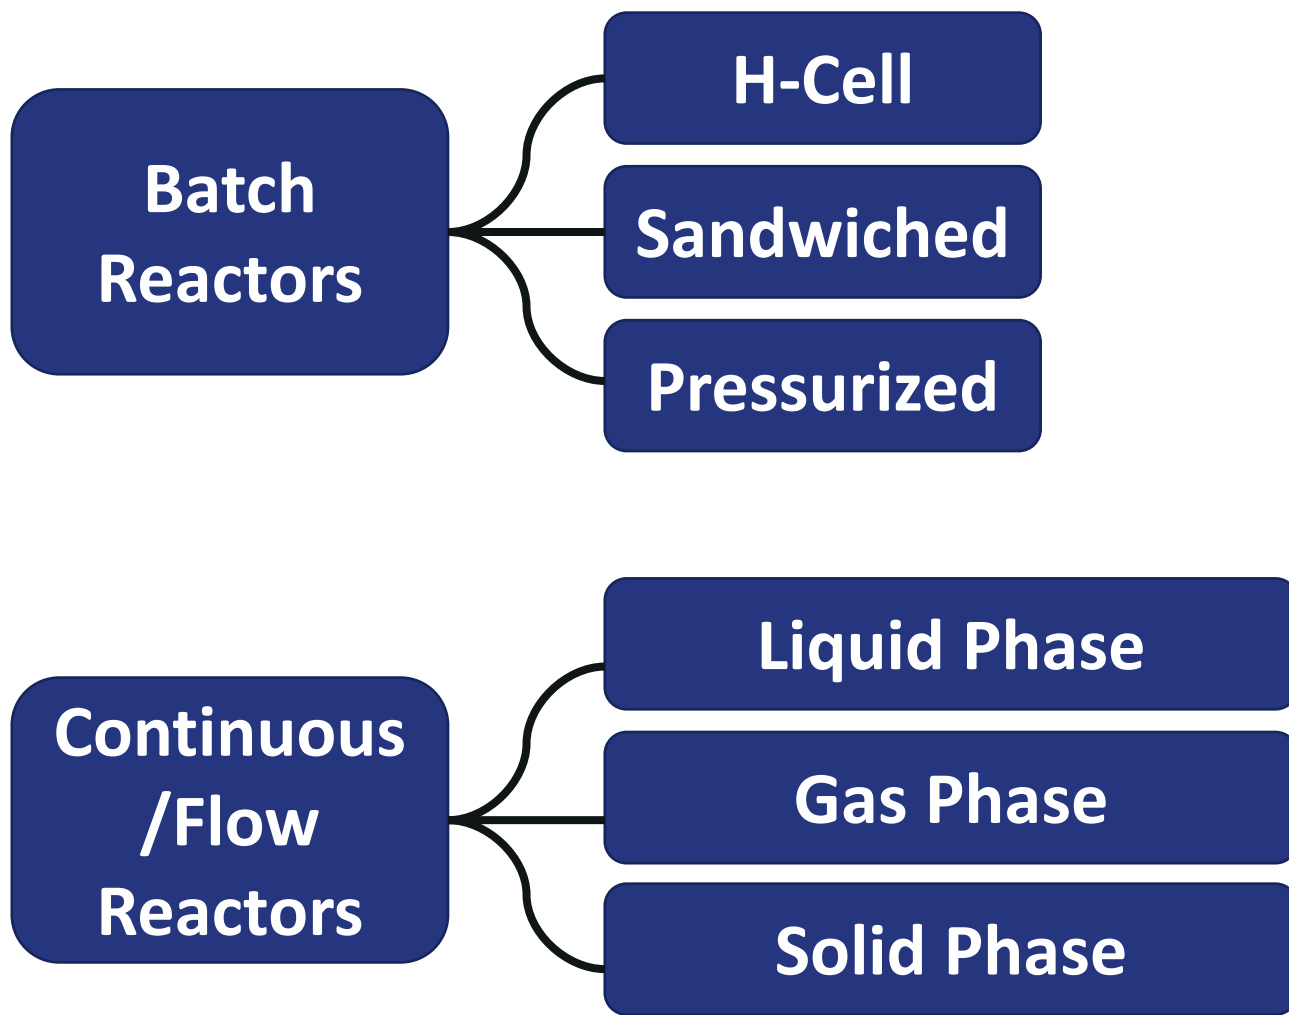 Batch
Reactors
H-Cell
Sandwiched
Pressurized
Continuous
/Flow
Reactors
Liquid Phase
Gas Phase
Solid Phase